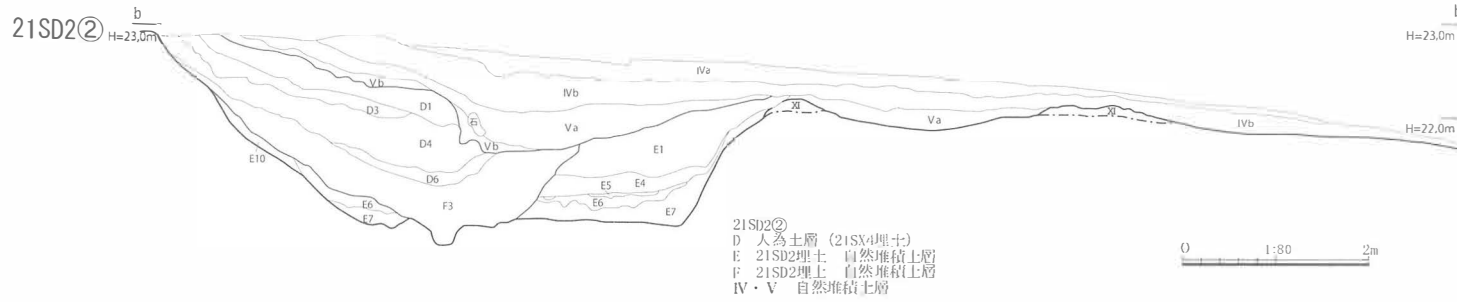 21SD2②
b
H=23,0m
b
H=23,0m
IVa
Vb
IVb
D3
D1
石
Va
XI
Va
XI
IVb
H=22,0m
D4
Vb
E1
E10
D6
E5
E4
E6
F3
E6
E7
E7
21SD2②
D 人為土層 (21SX4埋土)
E 21SD2埋土 自然堆積土層
F 21SD2埋土 自然堆積土層
IV・V 自然堆積土層
0 1:80 2m